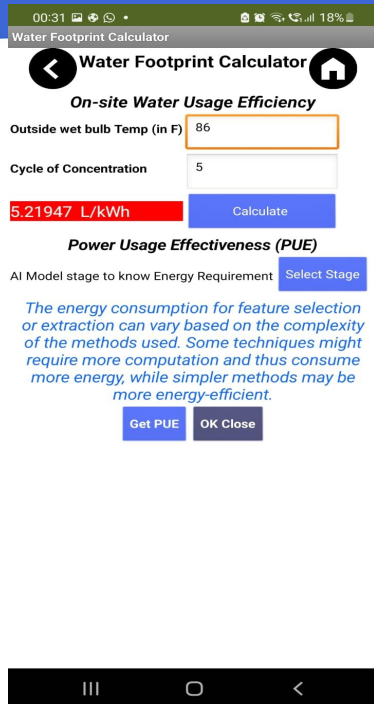 00:31 18%
Water Footprint Calculator
Water Footprint Calculator
On-site Water Usage Efficiency
Outside wet bulb Temp (in F) 86
Cycle of Concentration 5
5.21947 L/kWh Calculate
Power Usage Effectiveness (PUE)
AI Model stage to know Energy Requirement Select Stage
The energy consumption for feature selection
or extraction can vary based on the complexity
of the methods used. Some techniques might
require more computation and thus consume
more energy, while simpler methods may be
more energy-efficient.
Get PUE OK Close